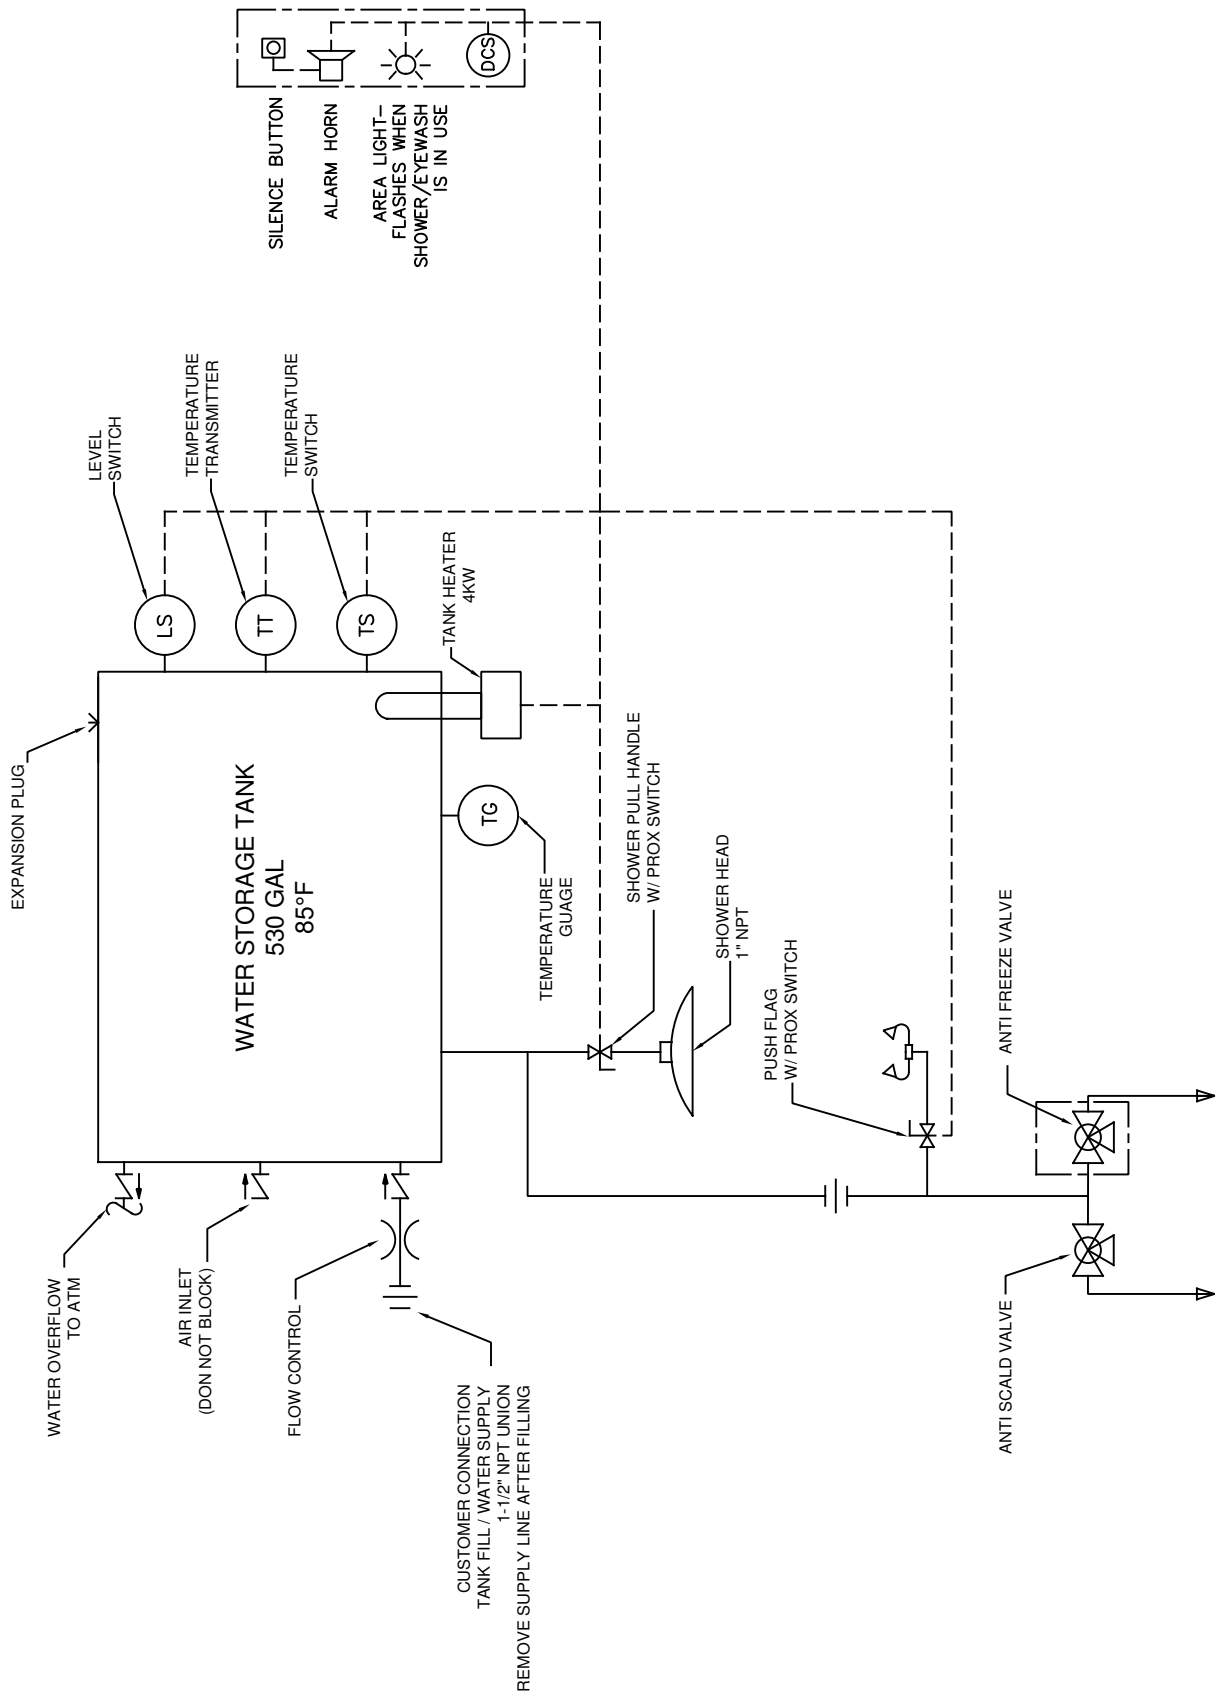 EXPANSION PLUG
LEVEL
SWITCH
TEMPERATURE
TRANSMITTER
TEMPERATURE
SWITCH
SILENCE BUTTON
ALARM HORN
AREA LIGHT-
FLASHES WHEN
SHOWER/EYEWASH
IS IN USE
DCS
LS
TT
TS
TANK HEATER
4KW
WATER STORAGE TANK
530 GAL
85°F
TG
TEMPERATURE
GUAGE
WATER OVERFLOW
TO ATM
AIR INLET
(DON NOT BLOCK)
FLOW CONTROL
CUSTOMER CONNECTION
TANK FILL / WATER SUPPLY
1-1/2" NPT UNION
REMOVE SUPPLY LINE AFTER FILLING
SHOWER PULL HANDLE
W/ PROX SWITCH
SHOWER HEAD
1" NPT
PUSH FLAG
W/ PROX SWITCH
ANTI FREEZE VALVE
ANTI SCALD VALVE